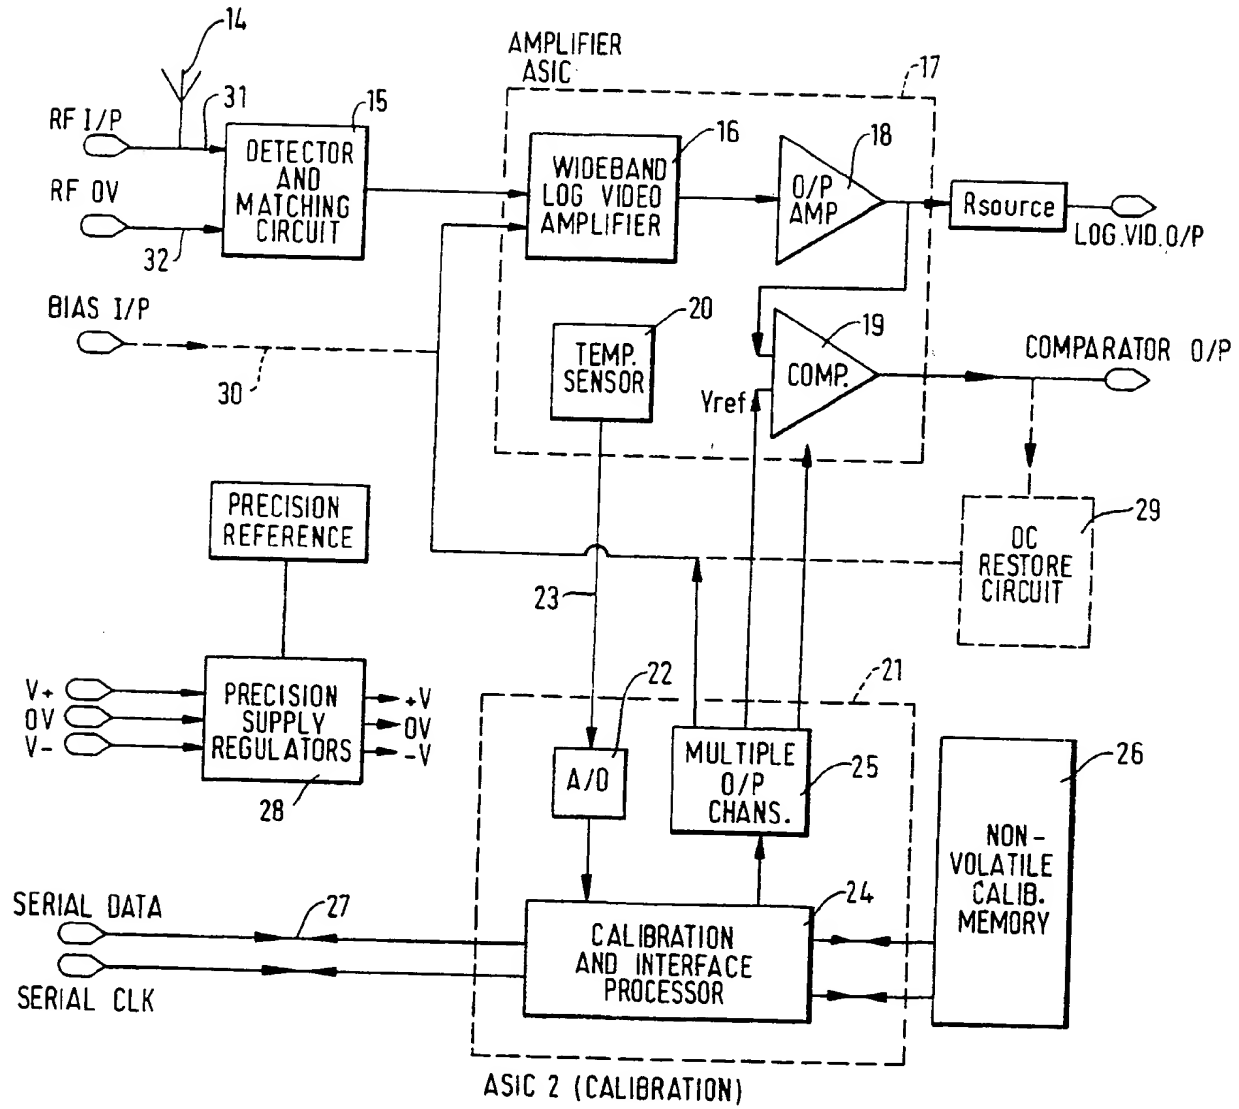 14
AMPLIFIER
ASIC
17
RF I/P
31
15
DETECTOR
AND
MATCHING
CIRCUIT
RF 0V
32
WIDEBAND
LOG VIDEO
AMPLIFIER
16
O/P
AMP
18
Rsource
LOG.VID.O/P
BIAS I/P
30
TEMP.
SENSOR
20
COMP.
19
Vref
COMPARATOR O/P
PRECISION
REFERENCE
23
DC
RESTORE
CIRCUIT
29
V+
0V
V-
PRECISION
SUPPLY
REGULATORS
+V
0V
-V
28
22
21
A/D
MULTIPLE
O/P
CHANS.
25
26
NON-
VOLATILE
CALIB.
MEMORY
SERIAL DATA
27
SERIAL CLK
24
CALIBRATION
AND INTERFACE
PROCESSOR
ASIC 2 (CALIBRATION)